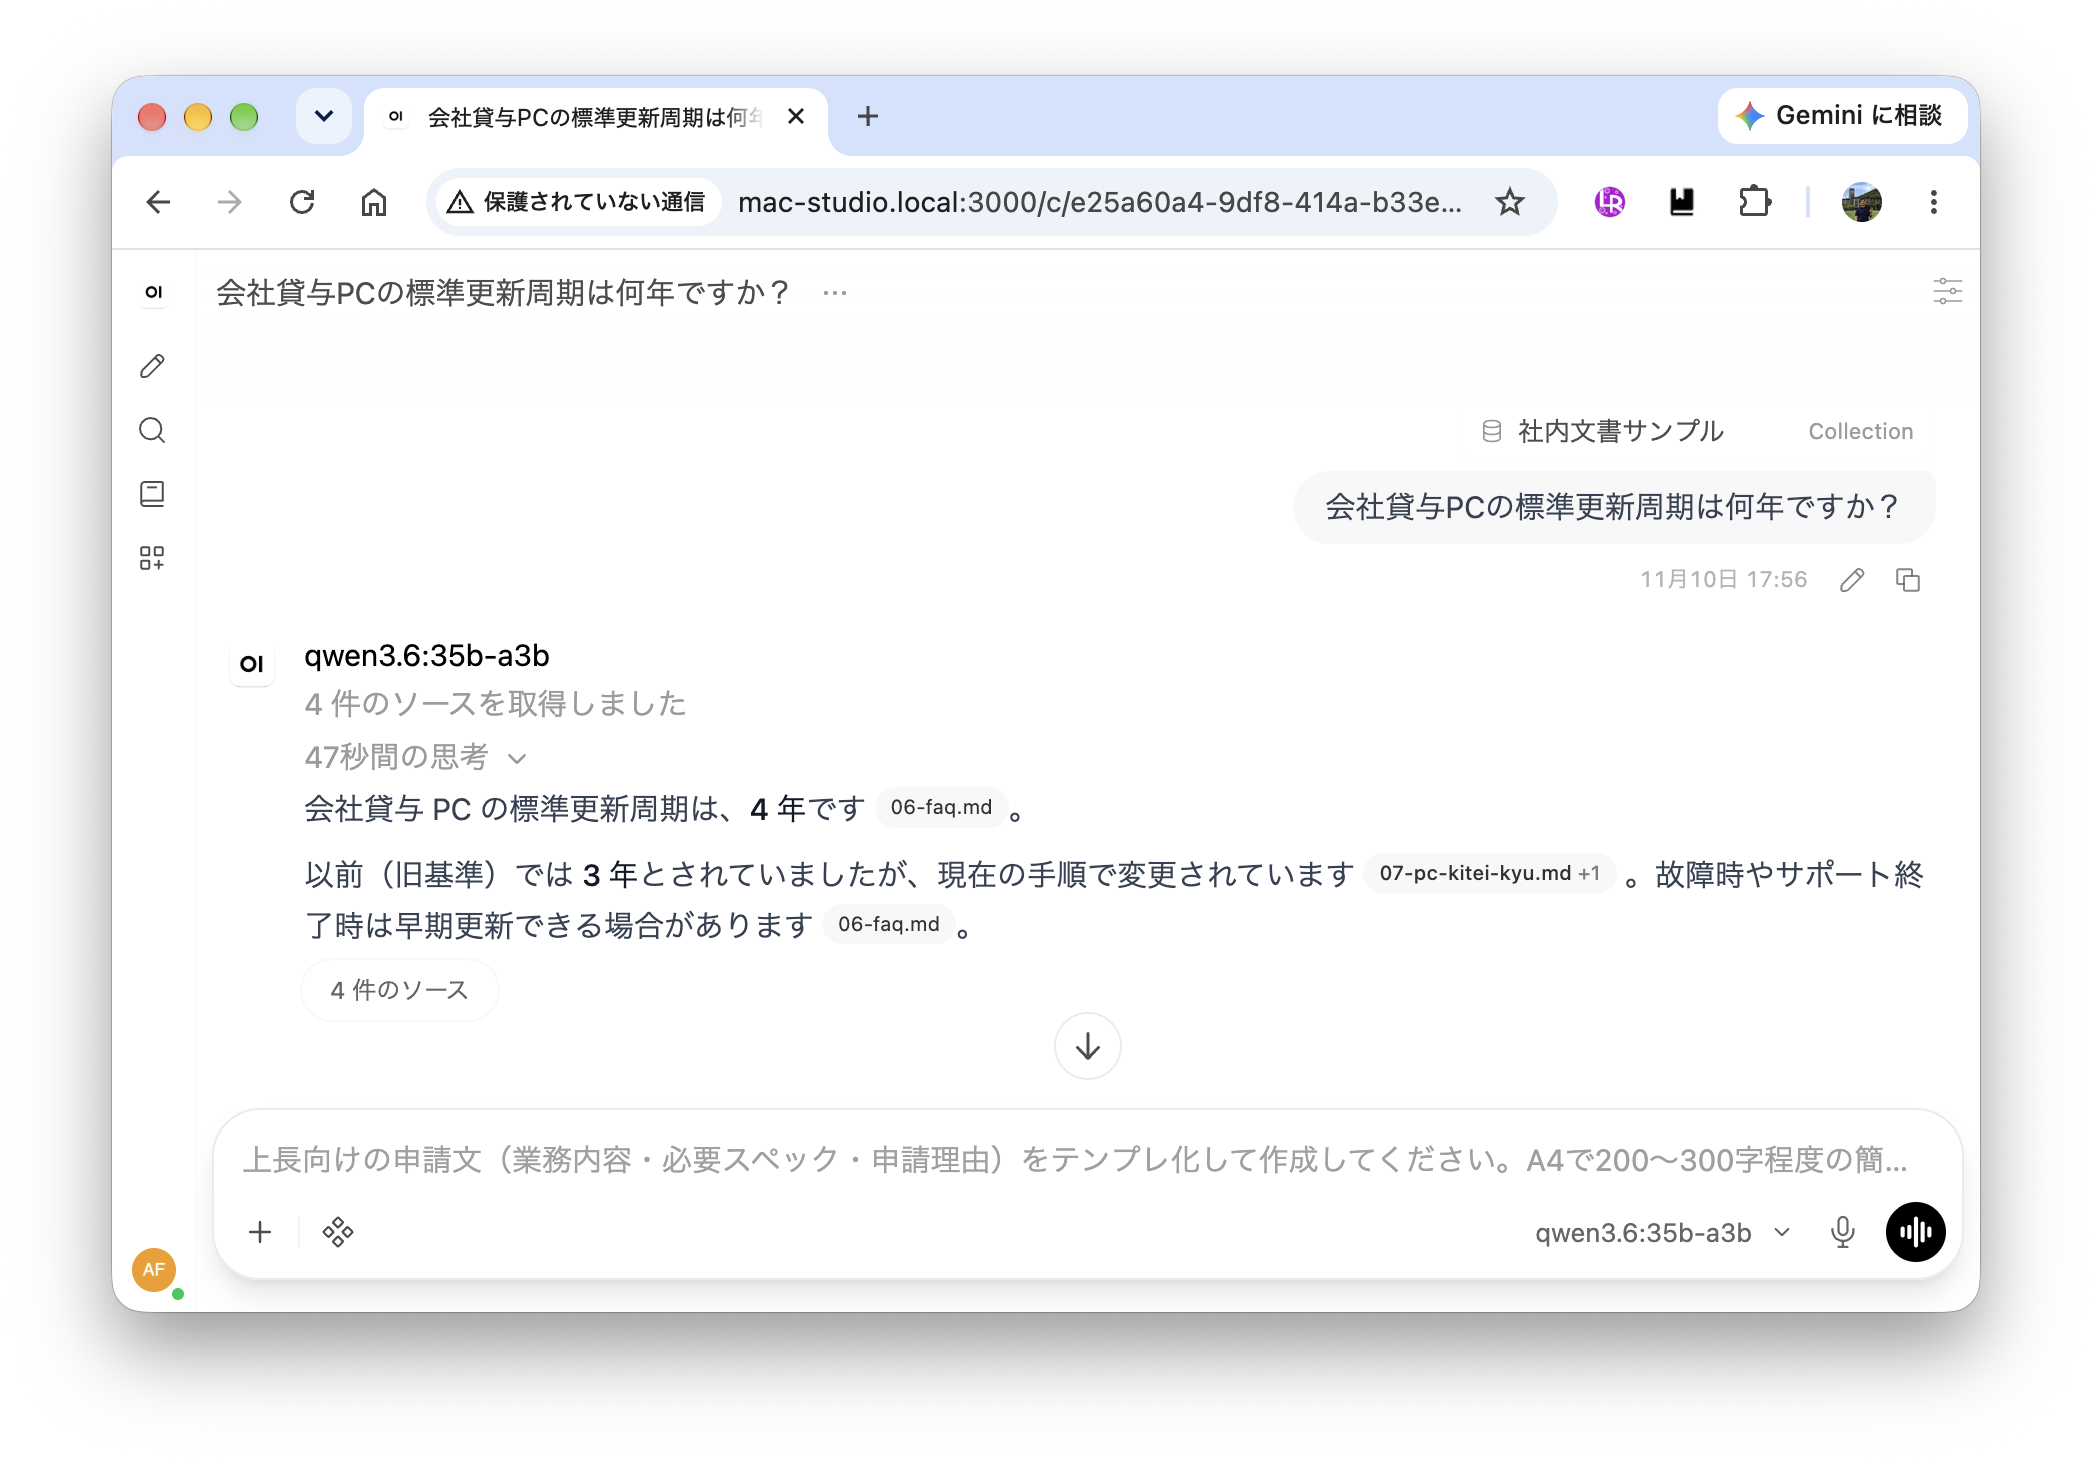 OI 会社貸与PCの標準更新周期は何年
Gemini に相談
保護されていない通信 mac-studio.local:3000/c/e25a60a4-9df8-414a-b33e...
OI
会社貸与PCの標準更新周期は何年ですか？ ...
社内文書サンプル Collection
会社貸与PCの標準更新周期は何年ですか？
11月10日 17:56
OI qwen3.6:35b-a3b
4 件のソースを取得しました
47秒間の思考
会社貸与 PC の標準更新周期は、4 年です 06-faq.md 。
以前（旧基準）では 3 年とされていましたが、現在の手順で変更されています 07-pc-kitei-kyu.md +1 。故障時やサポート終
了時は早期更新できる場合があります 06-faq.md 。
4 件のソース
上長向けの申請文（業務内容・必要スペック・申請理由）をテンプレ化して作成してください。A4で200〜300字程度の簡...
qwen3.6:35b-a3b
AF